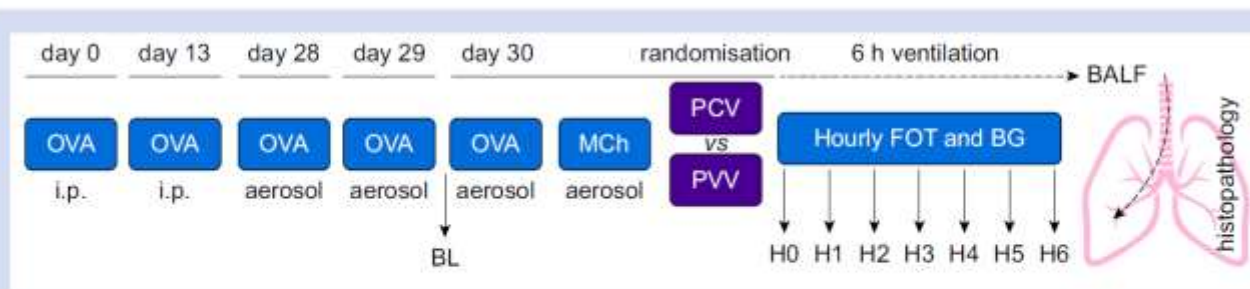 day 0 day 13 day 28 day 29 day 30 randomisation 6 h ventilation
BALF
PCV
OVA OVA OVA OVA OVA MCh vs Hourly FOT and BG
PVV
i.p. i.p. aerosol aerosol aerosol aerosol
BL H0 H1 H2 H3 H4 H5 H6
histopathology